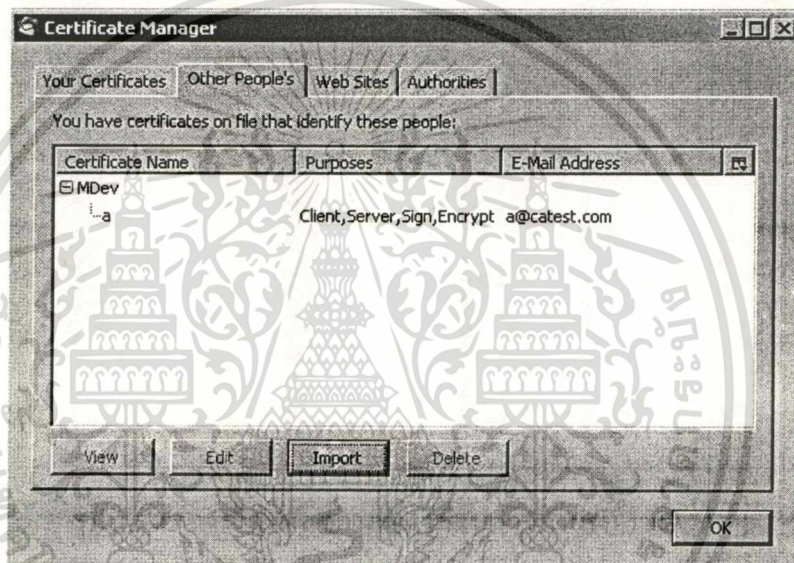 Certificate Manager
Your Certificates Other People's Web Sites Authorities
You have certificates on file that identify these people:
Certificate Name Purposes E-Mail Address
MDev
a Client,Server,Sign,Encrypt a@catest.com
View Edit Import Delete
OK